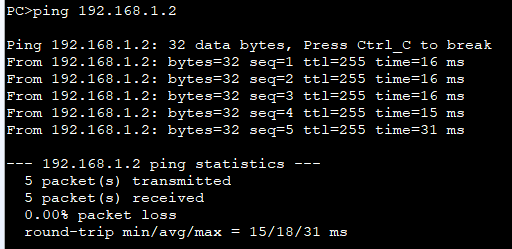 PC>ping 192.168.1.2
Ping 192.168.1.2: 32 data bytes, Press Ctrl_C to break
From 192.168.1.2: bytes=32 seq=1 ttl=255 time=16 ms
From 192.168.1.2: bytes=32 seq=2 ttl=255 time=16 ms
From 192.168.1.2: bytes=32 seq=3 ttl=255 time=16 ms
From 192.168.1.2: bytes=32 seq=4 ttl=255 time=15 ms
From 192.168.1.2: bytes=32 seq=5 ttl=255 time=31 ms
--- 192.168.1.2 ping statistics ---
5 packet(s) transmitted
5 packet(s) received
0.00% packet loss
round-trip min/avg/max = 15/18/31 ms